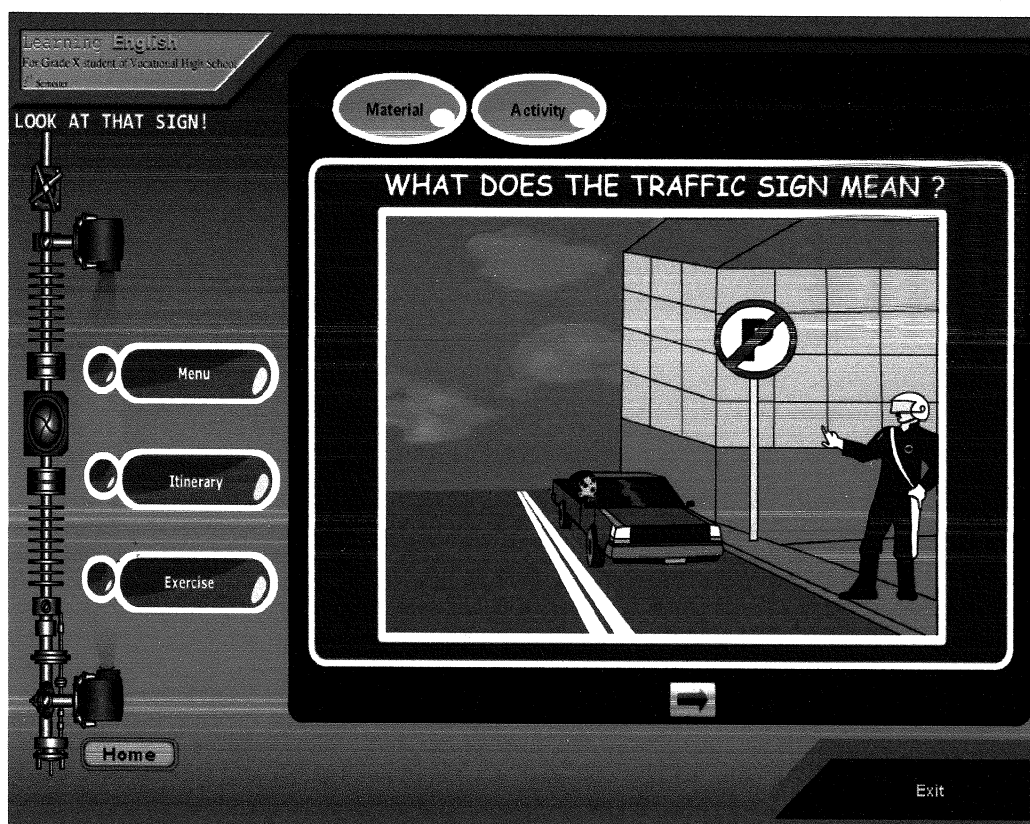 Learning English
For Grade X student of Vocational High School
Semester
LOOK AT THAT SIGN!
Material
Activity
WHAT DOES THE TRAFFIC SIGN MEAN ?
P
Menu
Itinerary
Exercise
Home
Exit